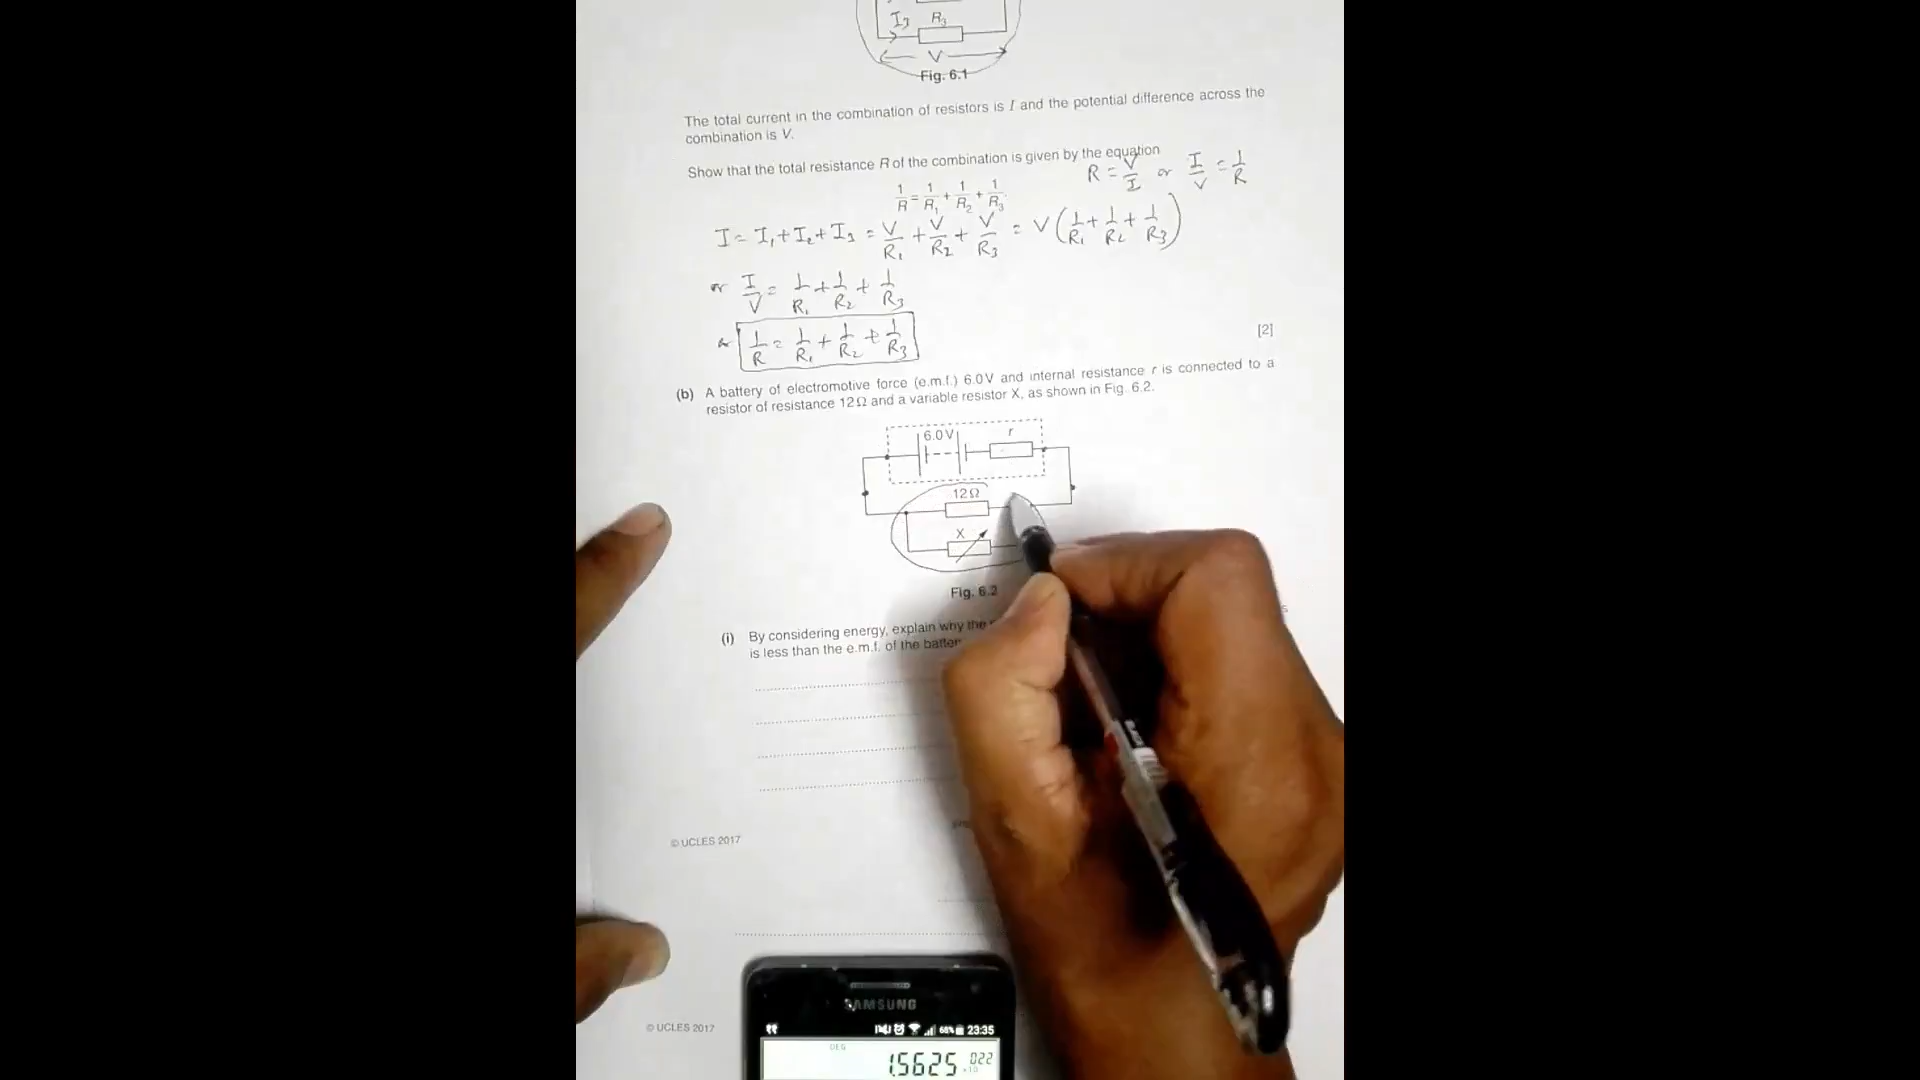 I3 R3
V
Fig. 6.1
The total current in the combination of resistors is I and the potential difference across the
combination is V.
Show that the total resistance R of the combination is given by the equation
R = V/I or I/V = 1/R
1/R = 1/R1 + 1/R2 + 1/R3
I = I1 + I2 + I3 = V/R1 + V/R2 + V/R3 = V(1/R1 + 1/R2 + 1/R3)
or I/V = 1/R1 + 1/R2 + 1/R3
or 1/R = 1/R1 + 1/R2 + 1/R3
[2]
(b) A battery of electromotive force (e.m.f.) 6.0V and internal resistance r is connected to a
resistor of resistance 12Ω and a variable resistor X, as shown in Fig. 6.2.
6.0V r
12Ω
X
Fig. 6.2
(i) By considering energy, explain why the
is less than the e.m.f. of the
© UCLES 2017
© UCLES 2017
SAMSUNG
68% 23:35
DEG
1.5625 ×10 022